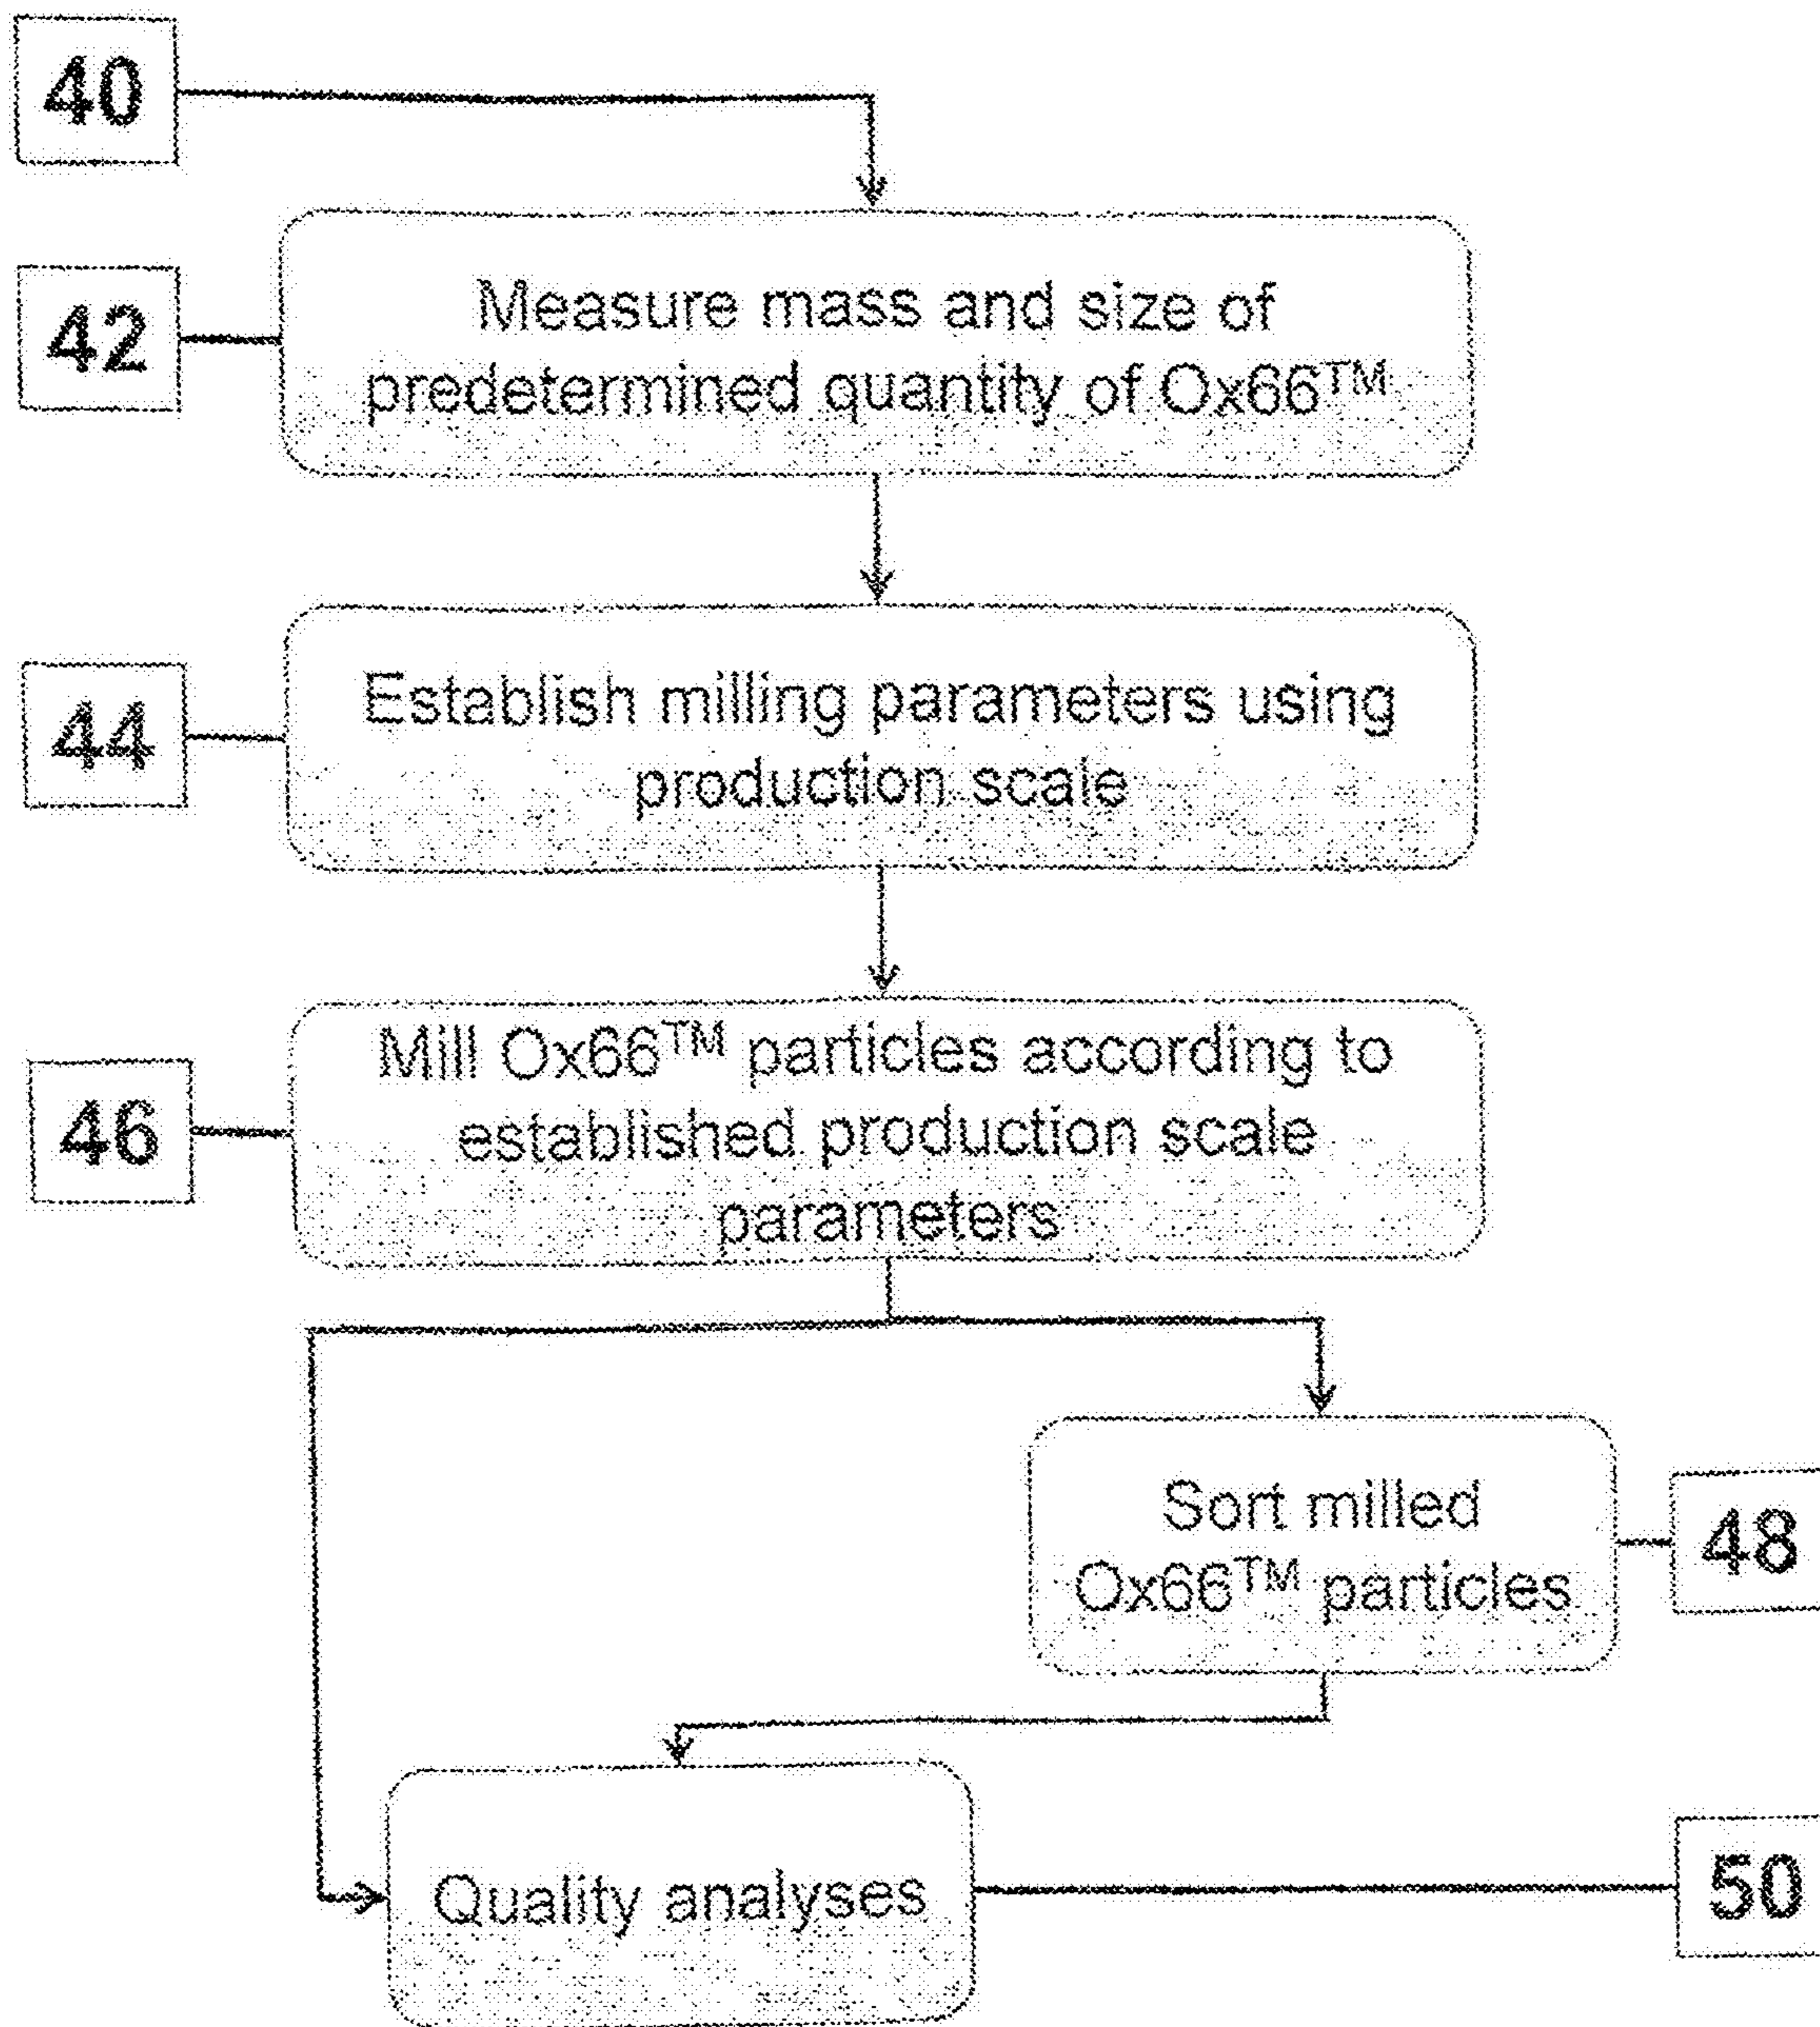 40
42
Measure mass and size of
predetermined quantity of Ox66™
44
Establish milling parameters using
production scale
46
Mill Ox66™ particles according to
established production scale
parameters
Sort milled
Ox66™ particles
48
Quality analyses
50